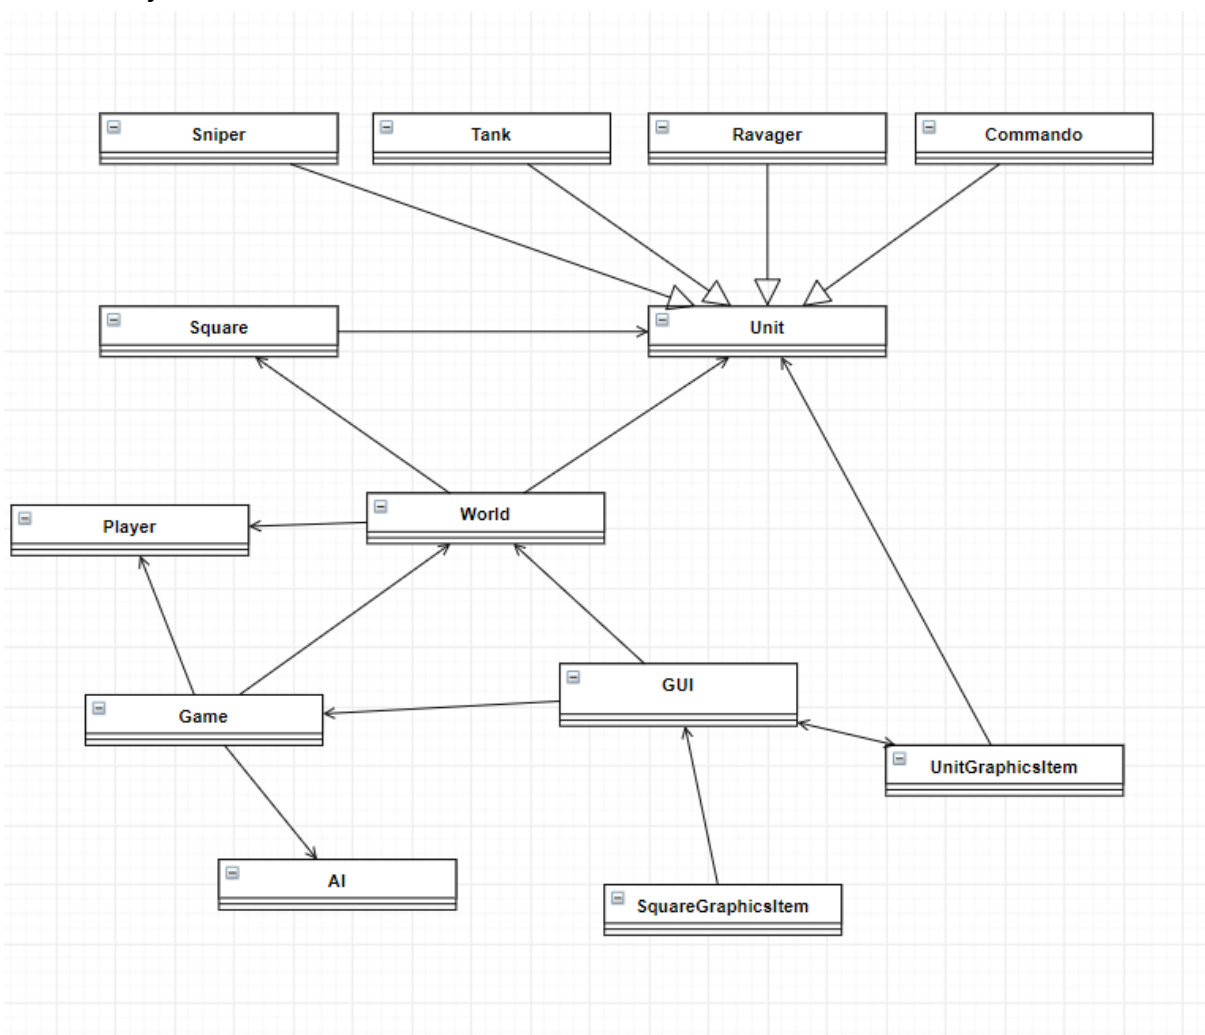 Sniper
Tank
Ravager
Commando
Square
Unit
Player
World
GUI
Game
UnitGraphicsItem
AI
SquareGraphicsItem